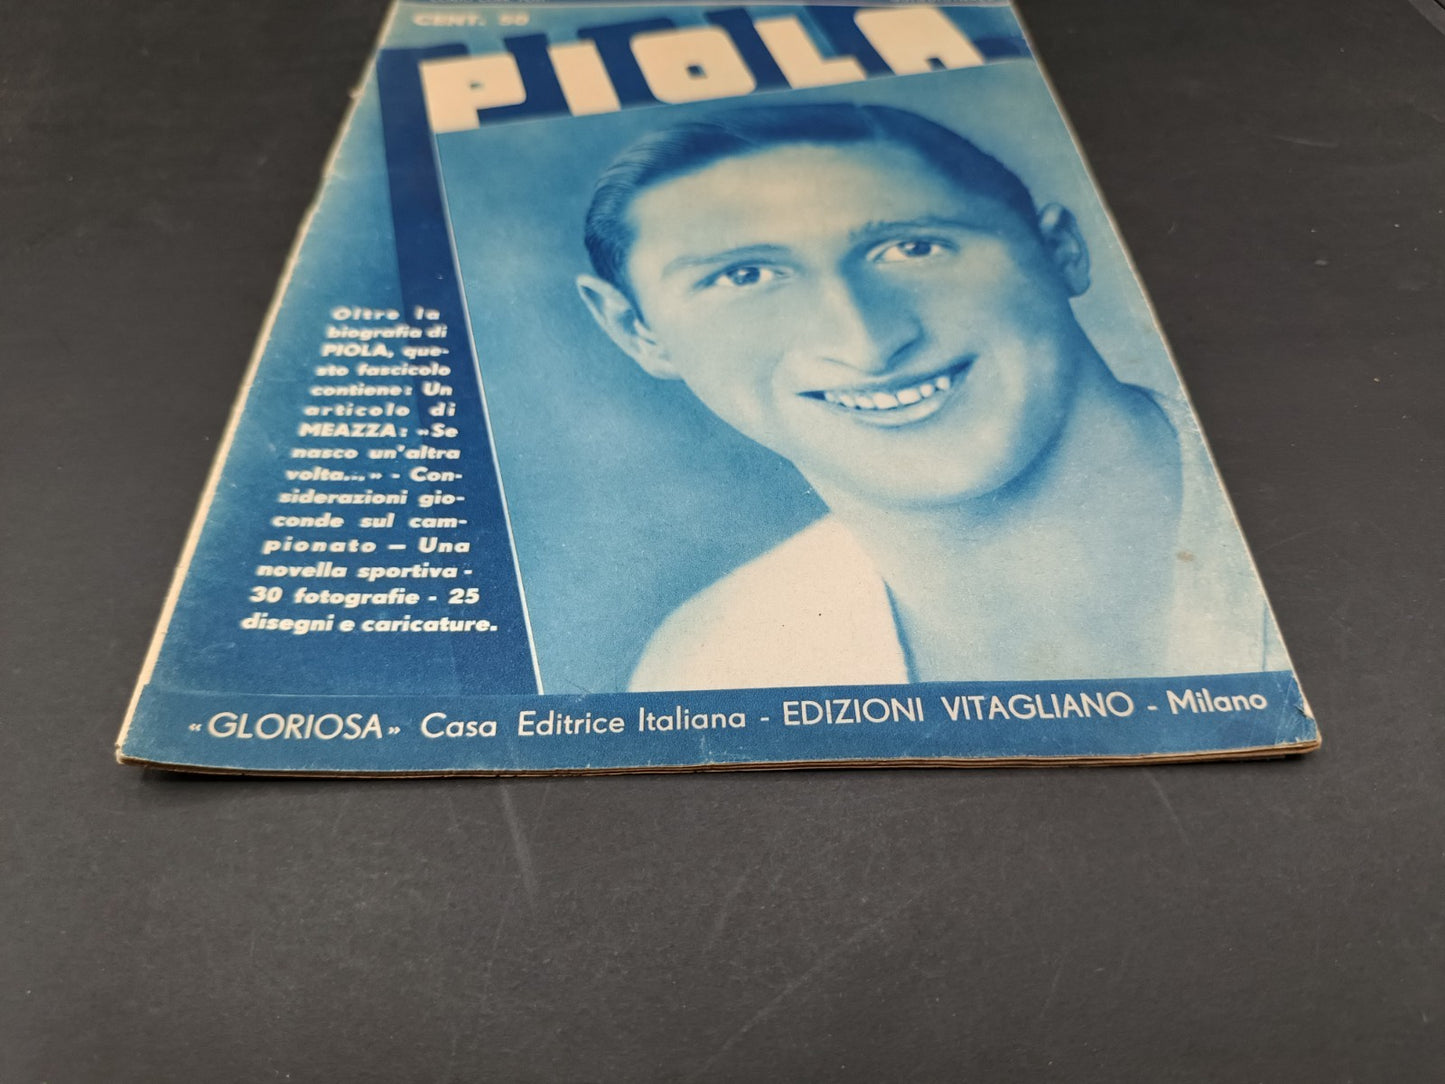 CENT. 50
PIOLA
Oltre la
biografia di
PIOLA, que-
sto fascicolo
contiene: Un
articolo di
MEAZZA: «Se
nasco un'altra
volta...» - Con-
siderazioni gio-
conde sul cam-
pionato — Una
novella sportiva -
30 fotografie - 25
disegni e caricature.
«GLORIOSA» Casa Editrice Italiana - EDIZIONI VITAGLIANO - Milano